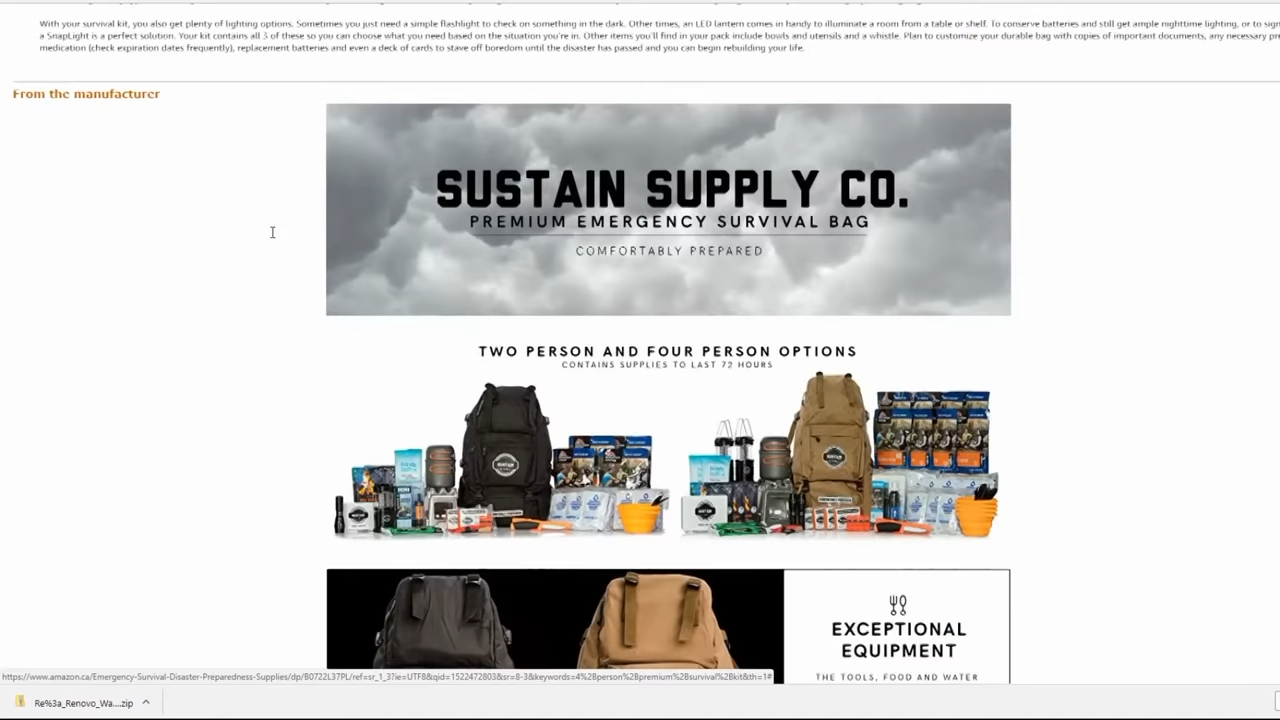 With your survival kit, you also get plenty of lighting options. Sometimes you just need a simple flashlight to check on something in the dark. Other times, an LED lantern comes in handy to illuminate a room from a table or shelf. To conserve batteries and still get ample nighttime lighting, or to
a SnapLight is a perfect solution. Your kit contains all 3 of these so you can choose what you need based on the situation you're in. Other items you'll find in your pack include bowls and utensils and a whistle. Plan to customize your durable bag with copies of important documents, any necessary
medication (check expiration dates frequently), replacement batteries and even a deck of cards to stave off boredom until the disaster has passed and you can begin rebuilding your life.
From the manufacturer
SUSTAIN SUPPLY CO.
PREMIUM EMERGENCY SURVIVAL BAG
COMFORTABLY PREPARED
TWO PERSON AND FOUR PERSON OPTIONS
CONTAINS SUPPLIES TO LAST 72 HOURS
SUSTAIN
SUSTAIN
EXCEPTIONAL
EQUIPMENT
THE TOOLS, FOOD AND WATER
https://www.amazon.ca/Emergency-Survival-Disaster-Preparedness-Supplies/dp/B0722L37PL/ref=sr_1_3?ie=UTF8&qid=1522472803&sr=8-3&keywords=4%2Bperson%2Bpremium%2Bsurvival%2Bkit&th=1#
Re%3a_Renovo_Wa....zip